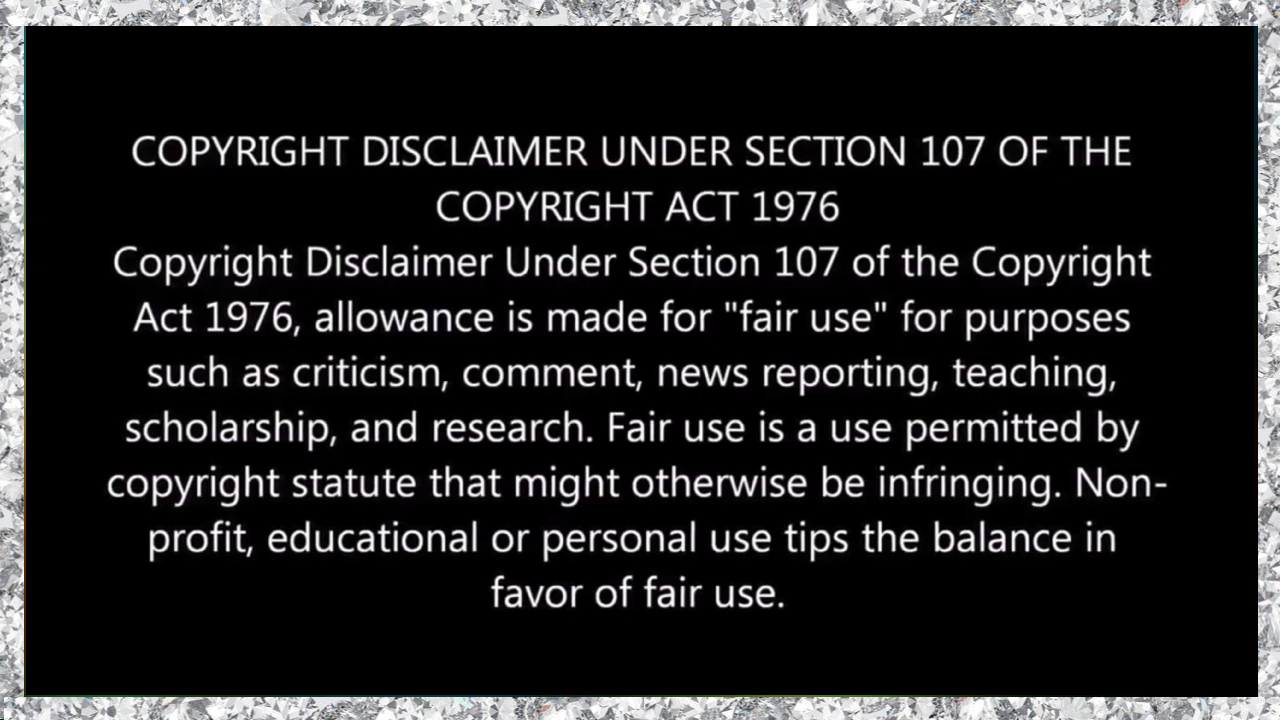 COPYRIGHT DISCLAIMER UNDER SECTION 107 OF THE
COPYRIGHT ACT 1976
Copyright Disclaimer Under Section 107 of the Copyright
Act 1976, allowance is made for "fair use" for purposes
such as criticism, comment, news reporting, teaching,
scholarship, and research. Fair use is a use permitted by
copyright statute that might otherwise be infringing. Non-
profit, educational or personal use tips the balance in
favor of fair use.